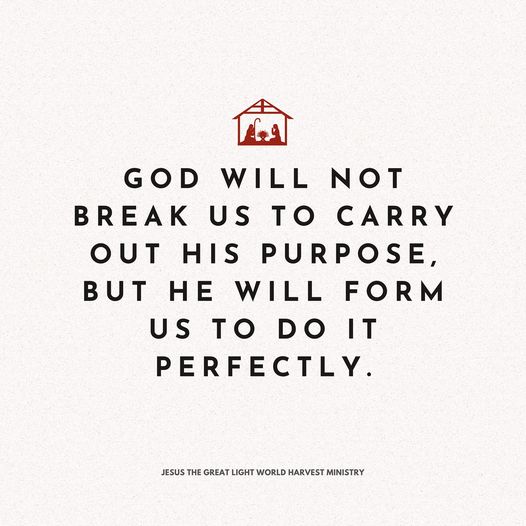 GOD WILL NOT
BREAK US TO CARRY
OUT HIS PURPOSE,
BUT HE WILL FORM
US TO DO IT
PERFECTLY.
JESUS THE GREAT LIGHT WORLD HARVEST MINISTRY